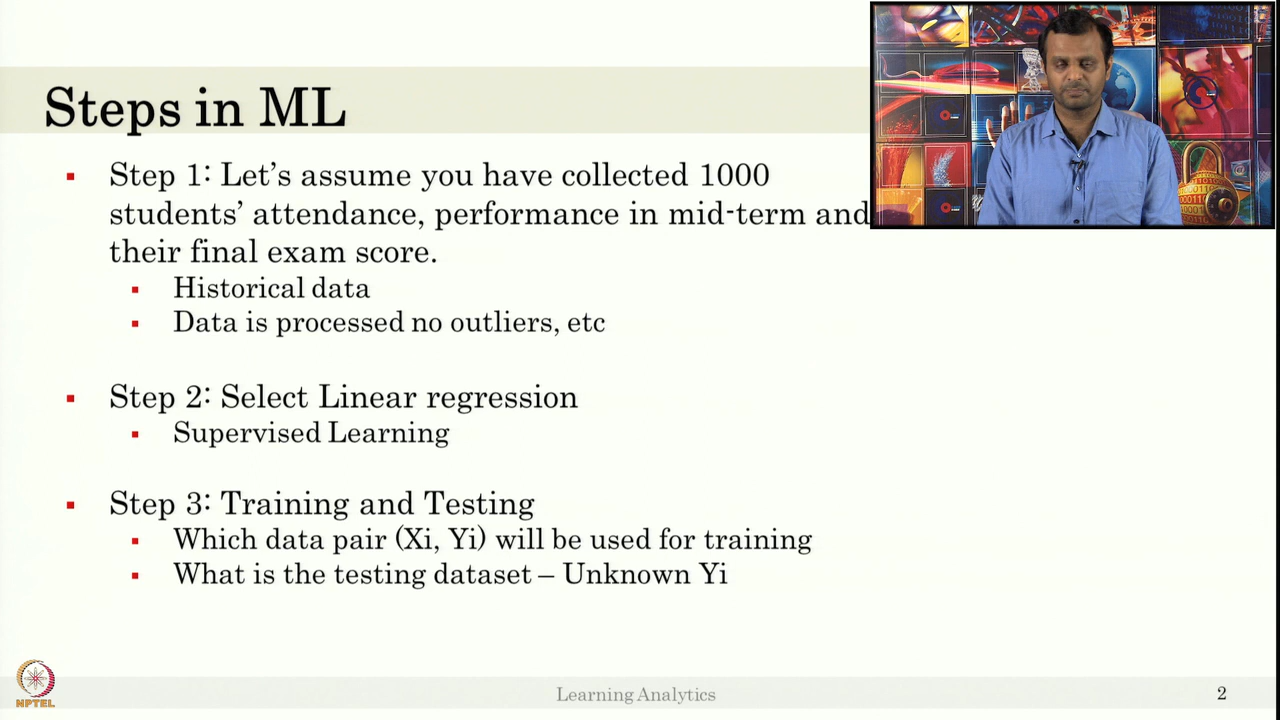 Steps in ML
Step 1: Let's assume you have collected 1000
students' attendance, performance in mid-term and
their final exam score.
Historical data
Data is processed no outliers, etc
Step 2: Select Linear regression
Supervised Learning
Step 3: Training and Testing
Which data pair (Xi, Yi) will be used for training
What is the testing dataset – Unknown Yi
NPTEL
Learning Analytics
2